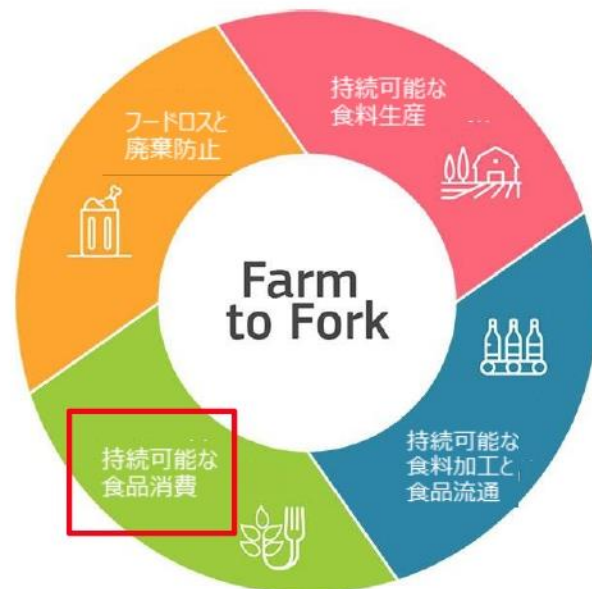 フードロスと
廃棄防止
持続可能な
食料生産
Farm
to Fork
持続可能な
食品消費
持続可能な
食料加工と
食品流通